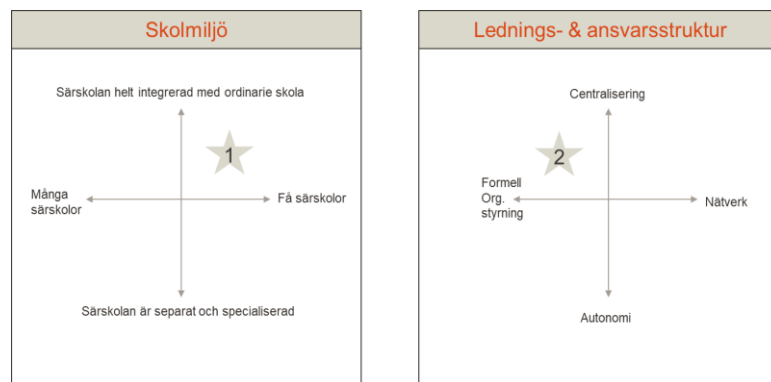 Skolmiljö
Särskolan helt integrerad med ordinarie skola
1
Många
särskolor
Få särskolor
Särskolan är separat och specialiserad
Lednings- & ansvarsstruktur
Centralisering
2
Formell
Org.
styrning
Nätverk
Autonomi